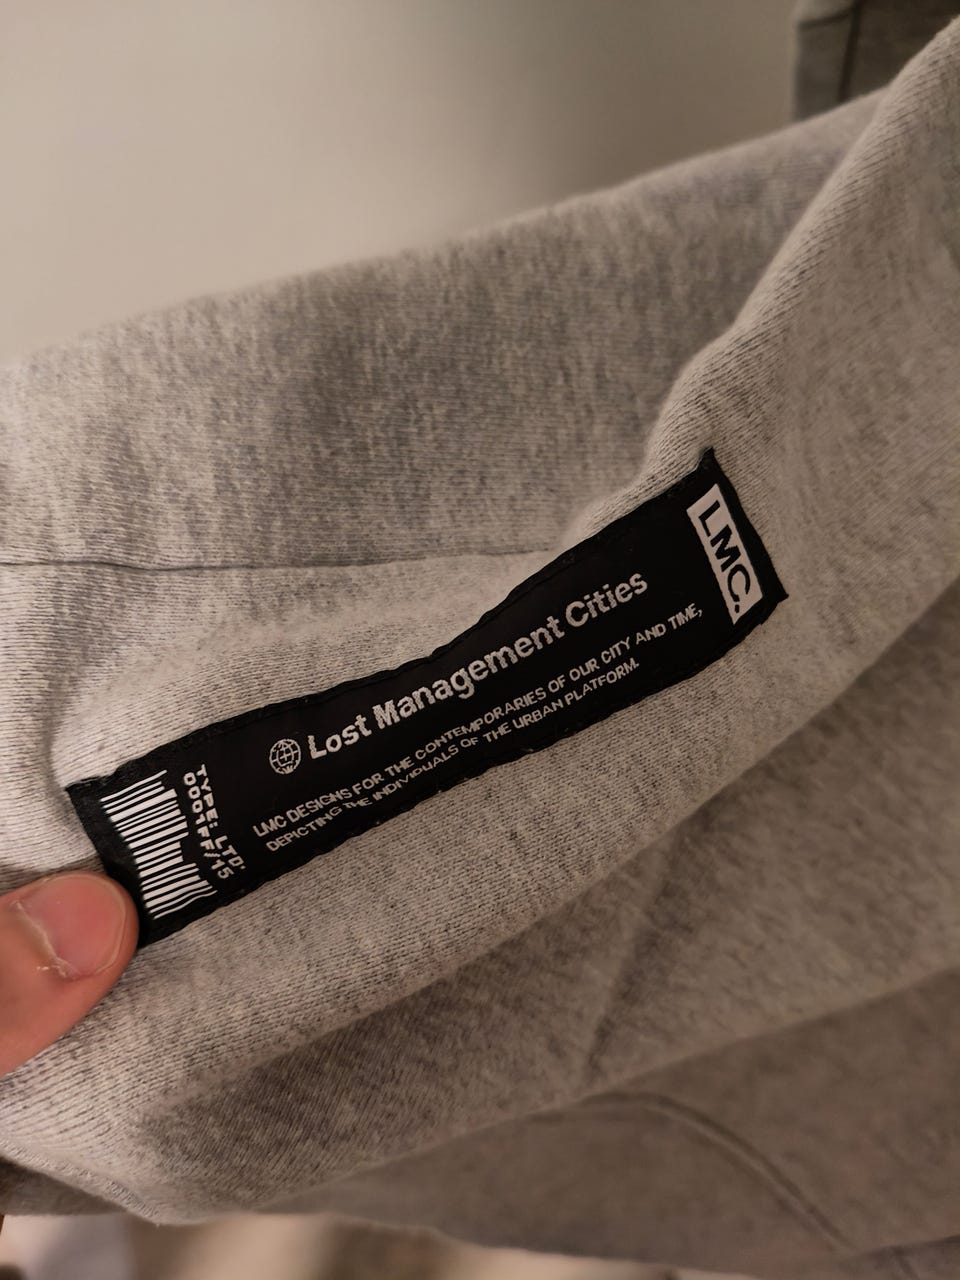 LMC.
Lost Management Cities
LMC DESIGNS FOR THE CONTEMPORARIES OF OUR CITY AND TIME,
DEPICTING THE INDIVIDUALS OF THE URBAN PLATFORM.
TYPE: LTD.
0001FF/15